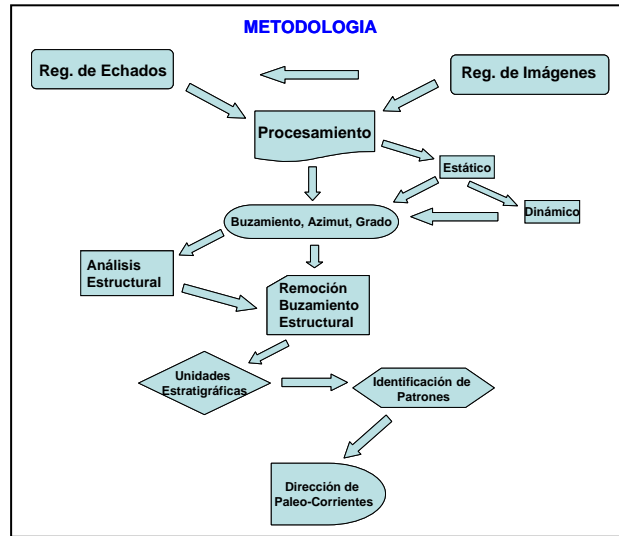 METODOLOGIA
Reg. de Echados
Reg. de Imágenes
Procesamiento
Estático
Dinámico
Buzamiento, Azimut, Grado
Análisis
Estructural
Remoción
Buzamiento
Estructural
Unidades
Estratigráficas
Identificación de
Patrones
Dirección de
Paleo-Corrientes